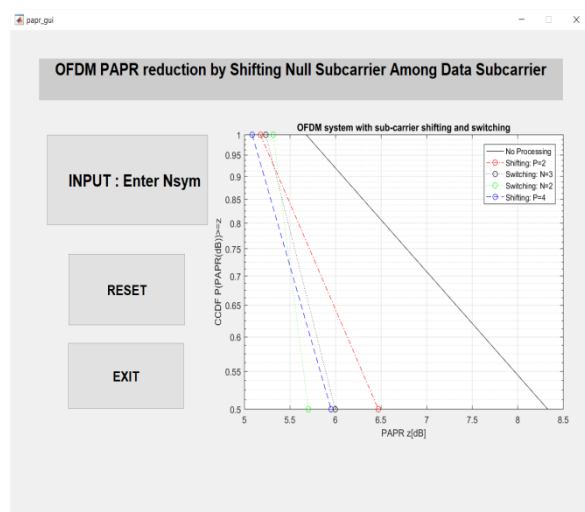 papr_gui
OFDM PAPR reduction by Shifting Null Subcarrier Among Data Subcarrier
INPUT : Enter Nsym
RESET
EXIT
OFDM system with sub-carrier shifting and switching
No Processing
Shifting: P=2
Switching: N=3
Switching: N=2
Shifting: P=4
CCDF P(PAPR(dB))>=z
1
0.95
0.9
0.85
0.8
0.75
0.7
0.65
0.6
0.55
0.5
5
5.5
6
6.5
7
7.5
8
8.5
PAPR z[dB]